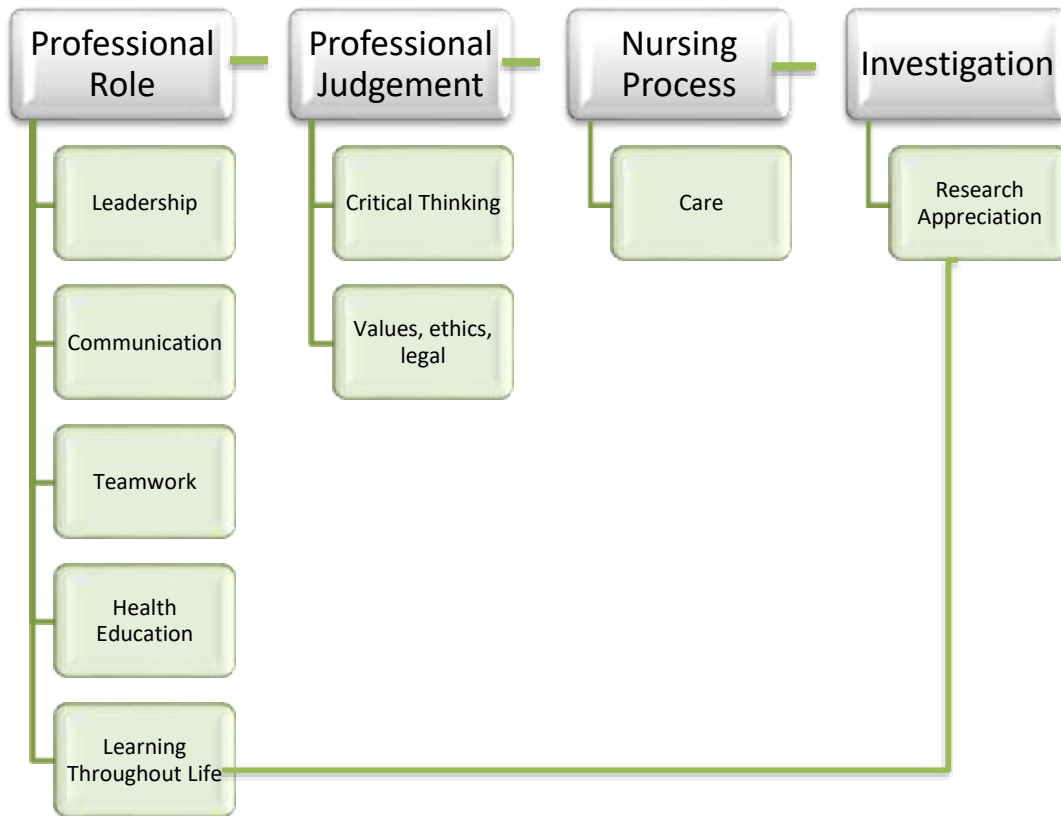 Professional
Role
Professional
Judgement
Nursing
Process
Investigation
Leadership
Communication
Teamwork
Health
Education
Learning
Throughout Life
Critical Thinking
Values, ethics,
legal
Care
Research
Appreciation